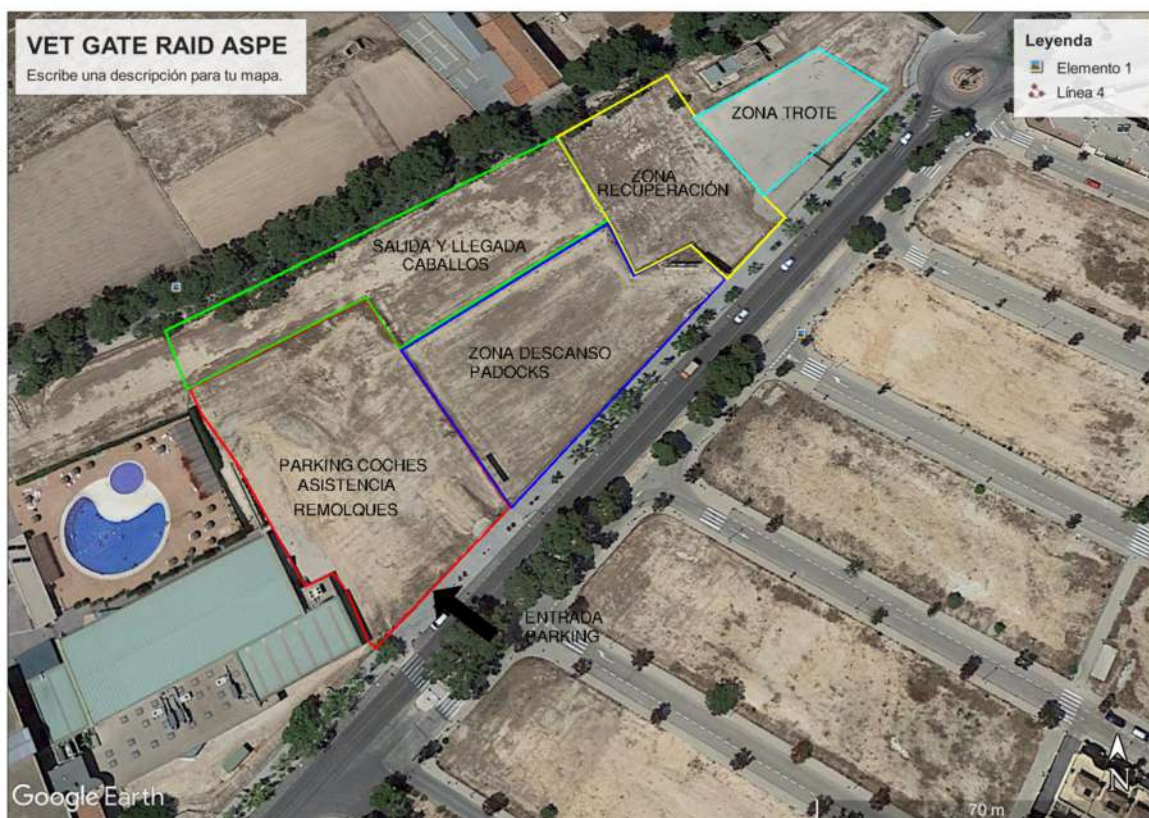 VET GATE RAID ASPE
Escribe una descripción para tu mapa.
Leyenda
Elemento 1
Línea 4
ZONA TROTE
ZONA
RECUPERACIÓN
SALIDA Y LLEGADA
CABALLOS
ZONA DESCANSO
PADOCKS
PARKING COCHES
ASISTENCIA
REMOLQUES
ENTRADA
PARKING
Google Earth
N
70 m